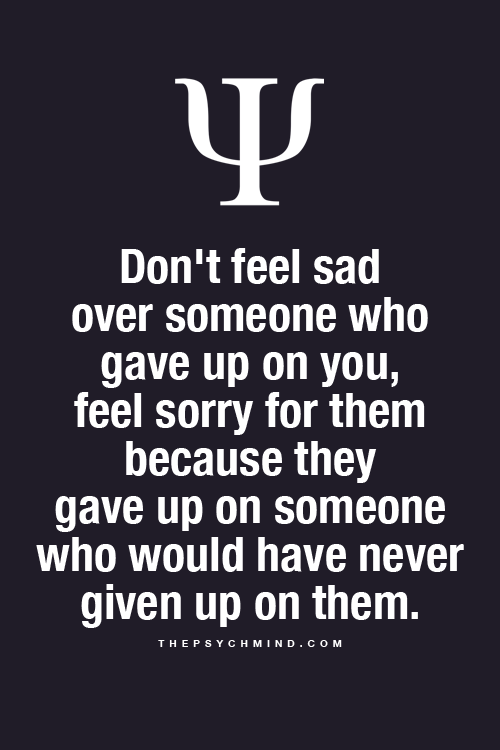 Ψ
Don't feel sad
over someone who
gave up on you,
feel sorry for them
because they
gave up on someone
who would have never
given up on them.
THEPSYCHMIND.COM